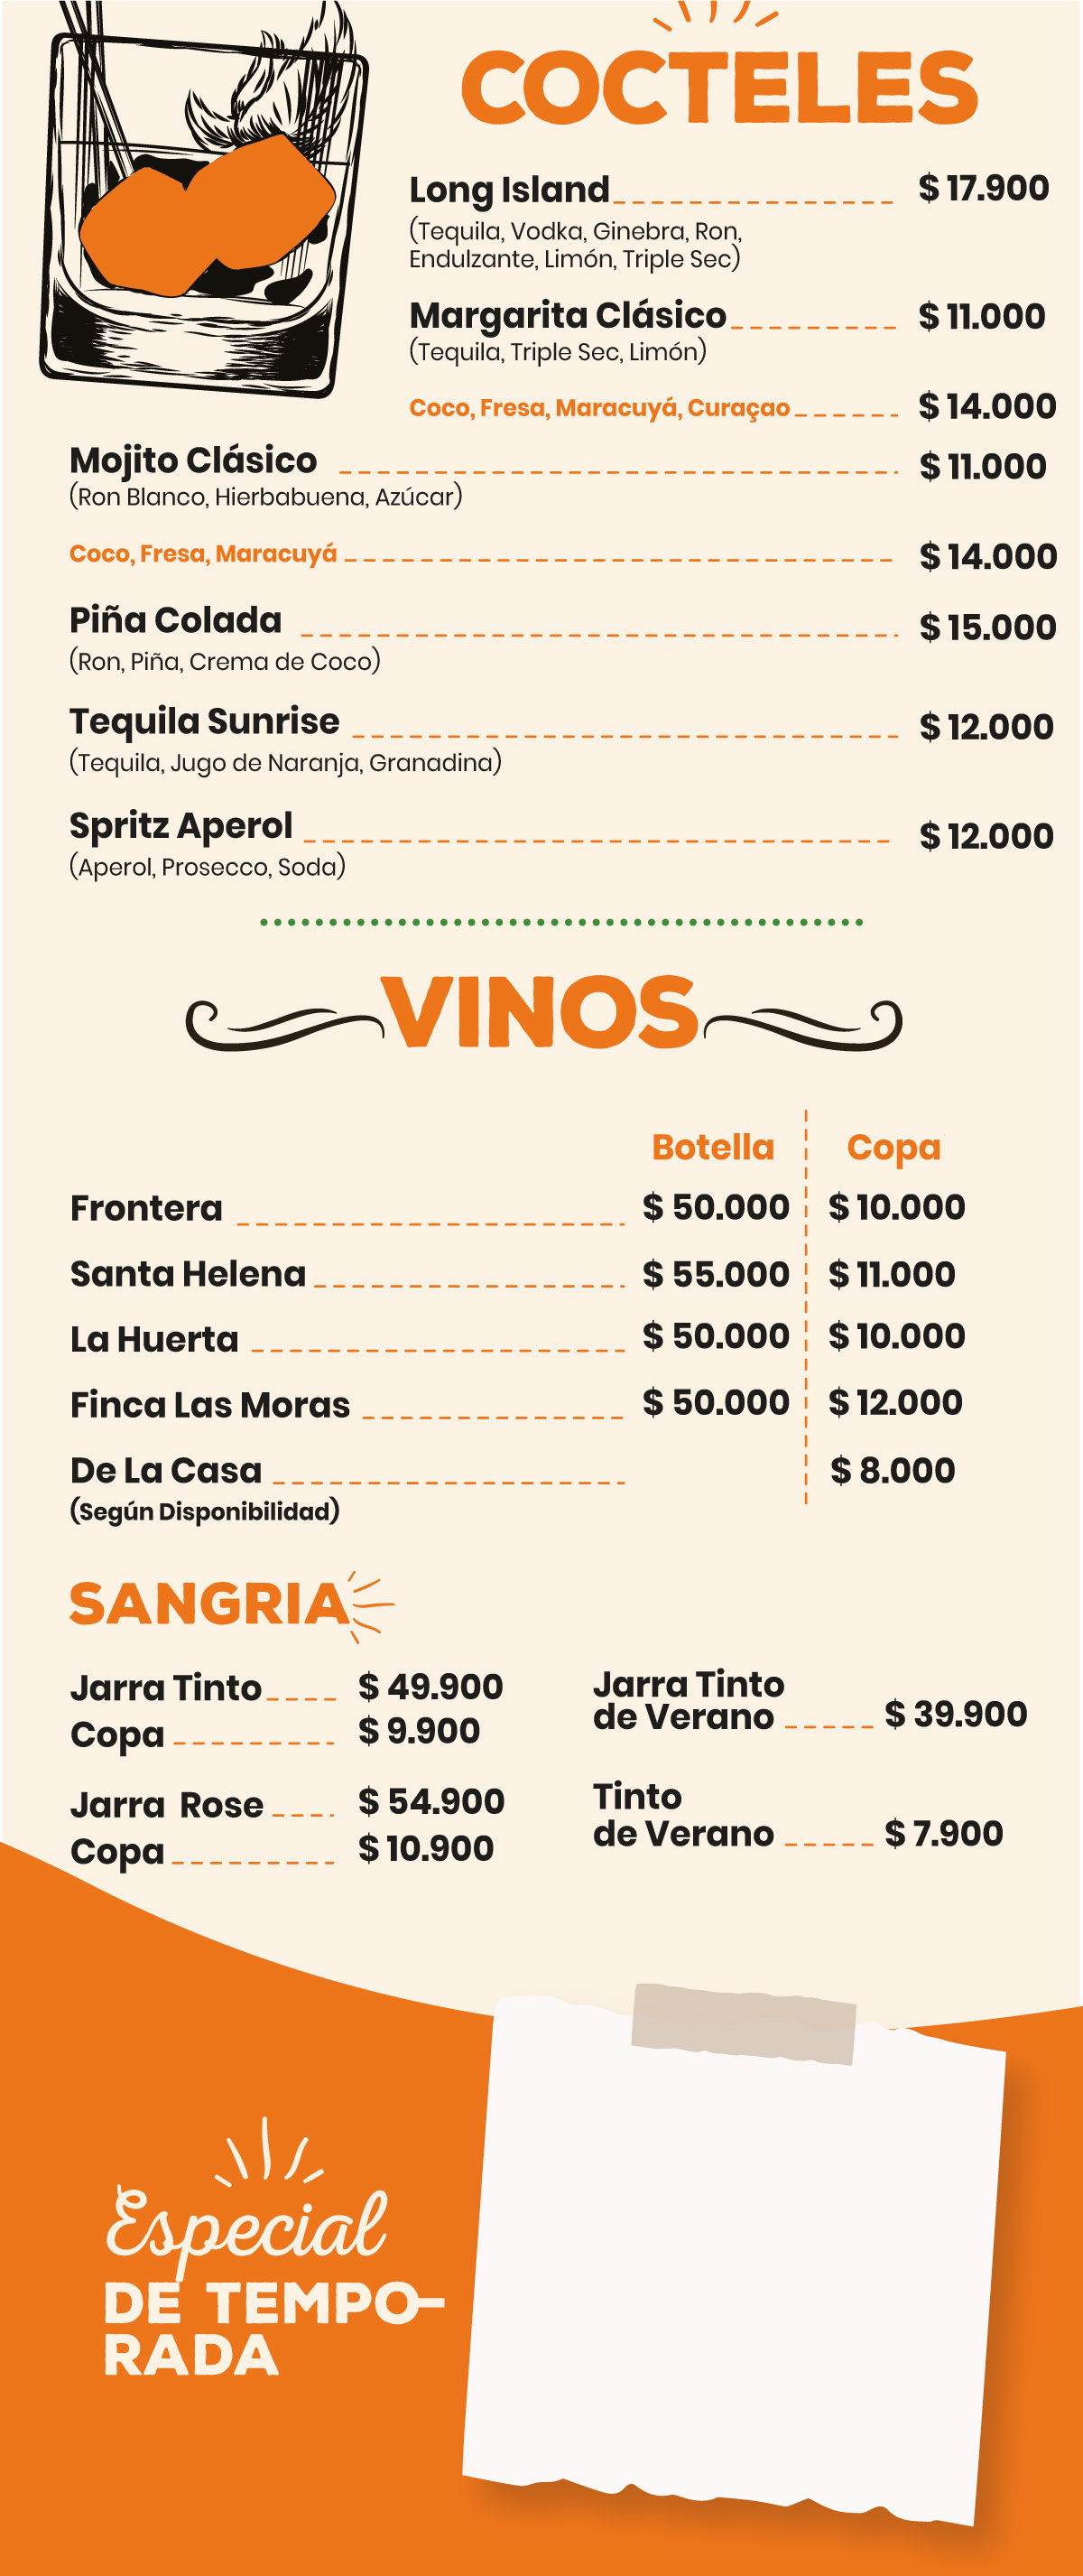 COCTELES
Long Island $ 17.900
(Tequila, Vodka, Ginebra, Ron,
Endulzante, Limón, Triple Sec)
Margarita Clásico $ 11.000
(Tequila, Triple Sec, Limón)
Coco, Fresa, Maracuyá, Curaçao $ 14.000
Mojito Clásico $ 11.000
(Ron Blanco, Hierbabuena, Azúcar)
Coco, Fresa, Maracuyá $ 14.000
Piña Colada $ 15.000
(Ron, Piña, Crema de Coco)
Tequila Sunrise $ 12.000
(Tequila, Jugo de Naranja, Granadina)
Spritz Aperol $ 12.000
(Aperol, Prosecco, Soda)
VINOS
Botella Copa
Frontera $ 50.000 $ 10.000
Santa Helena $ 55.000 $ 11.000
La Huerta $ 50.000 $ 10.000
Finca Las Moras $ 50.000 $ 12.000
De La Casa $ 8.000
(Según Disponibilidad)
SANGRIA
Jarra Tinto $ 49.900
Copa $ 9.900
Jarra Rose $ 54.900
Copa $ 10.900
Jarra Tinto
de Verano $ 39.900
Tinto
de Verano $ 7.900
Especial
DE TEMPO-
RADA